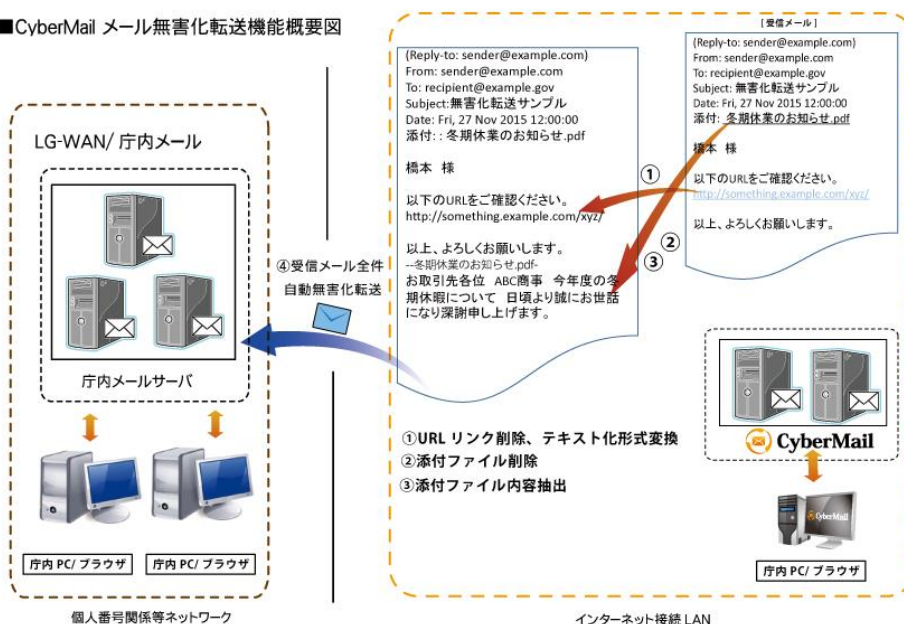 ■CyberMail メール無害化転送機能概要図
LG-WAN/ 庁内メール
庁内メールサーバ
庁内 PC/ ブラウザ
庁内 PC/ ブラウザ
個人番号関係等ネットワーク
④受信メール全件
自動無害化転送
(Reply-to: sender@example.com)
From: sender@example.com
To: recipient@example.gov
Subject:無害化転送サンプル
Date: Fri, 27 Nov 2015 12:00:00
添付: : 冬期休業のお知らせ.pdf
橋本 様
以下のURLをご確認ください。
http://something.example.com/xyz/
以上、よろしくお願いします。
--冬期休業のお知らせ.pdf-
お取引先各位 ABC商事 今年度の冬
期休暇について 日頃より誠にお世話
になり深謝申し上げます。
①
②
③
[受信メール]
(Reply-to: sender@example.com)
From: sender@example.com
To: recipient@example.gov
Subject: 無害化転送サンプル
Date: Fri, 27 Nov 2015 12:00:00
添付: 冬期休業のお知らせ.pdf
橋本 様
以下のURLをご確認ください。
http://something.example.com/xyz/
以上、よろしくお願いします。
①URL リンク削除、テキスト化形式変換
②添付ファイル削除
③添付ファイル内容抽出
CyberMail
CyberMail
庁内 PC/ ブラウザ
インターネット接続 LAN